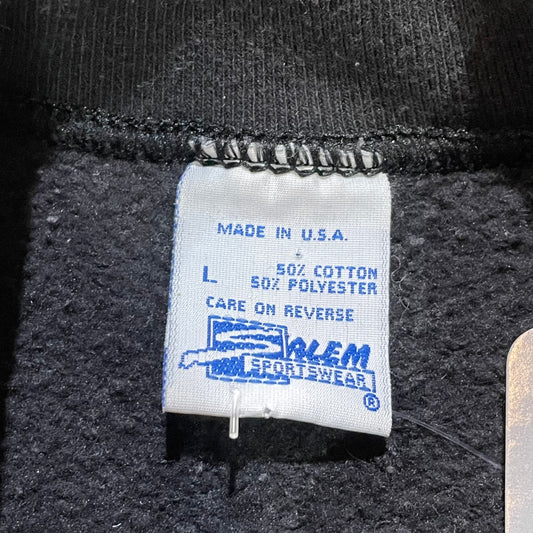 MADE IN U.S.A.
L 50% COTTON
50% POLYESTER
CARE ON REVERSE
SALEM
SPORTSWEAR
®